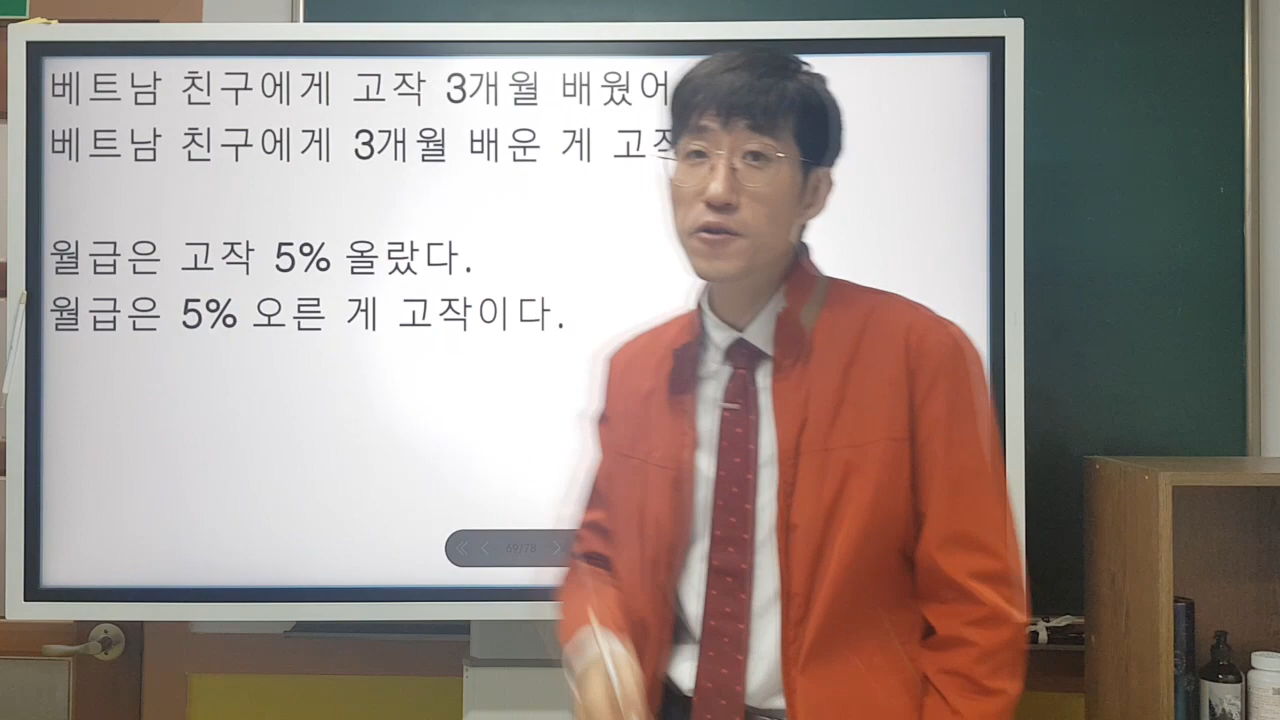 베트남 친구에게 고작 3개월 배웠어
베트남 친구에게 3개월 배운 게
월급은 고작 5% 올랐다.
월급은 5% 오른 게 고작이다.
69/78